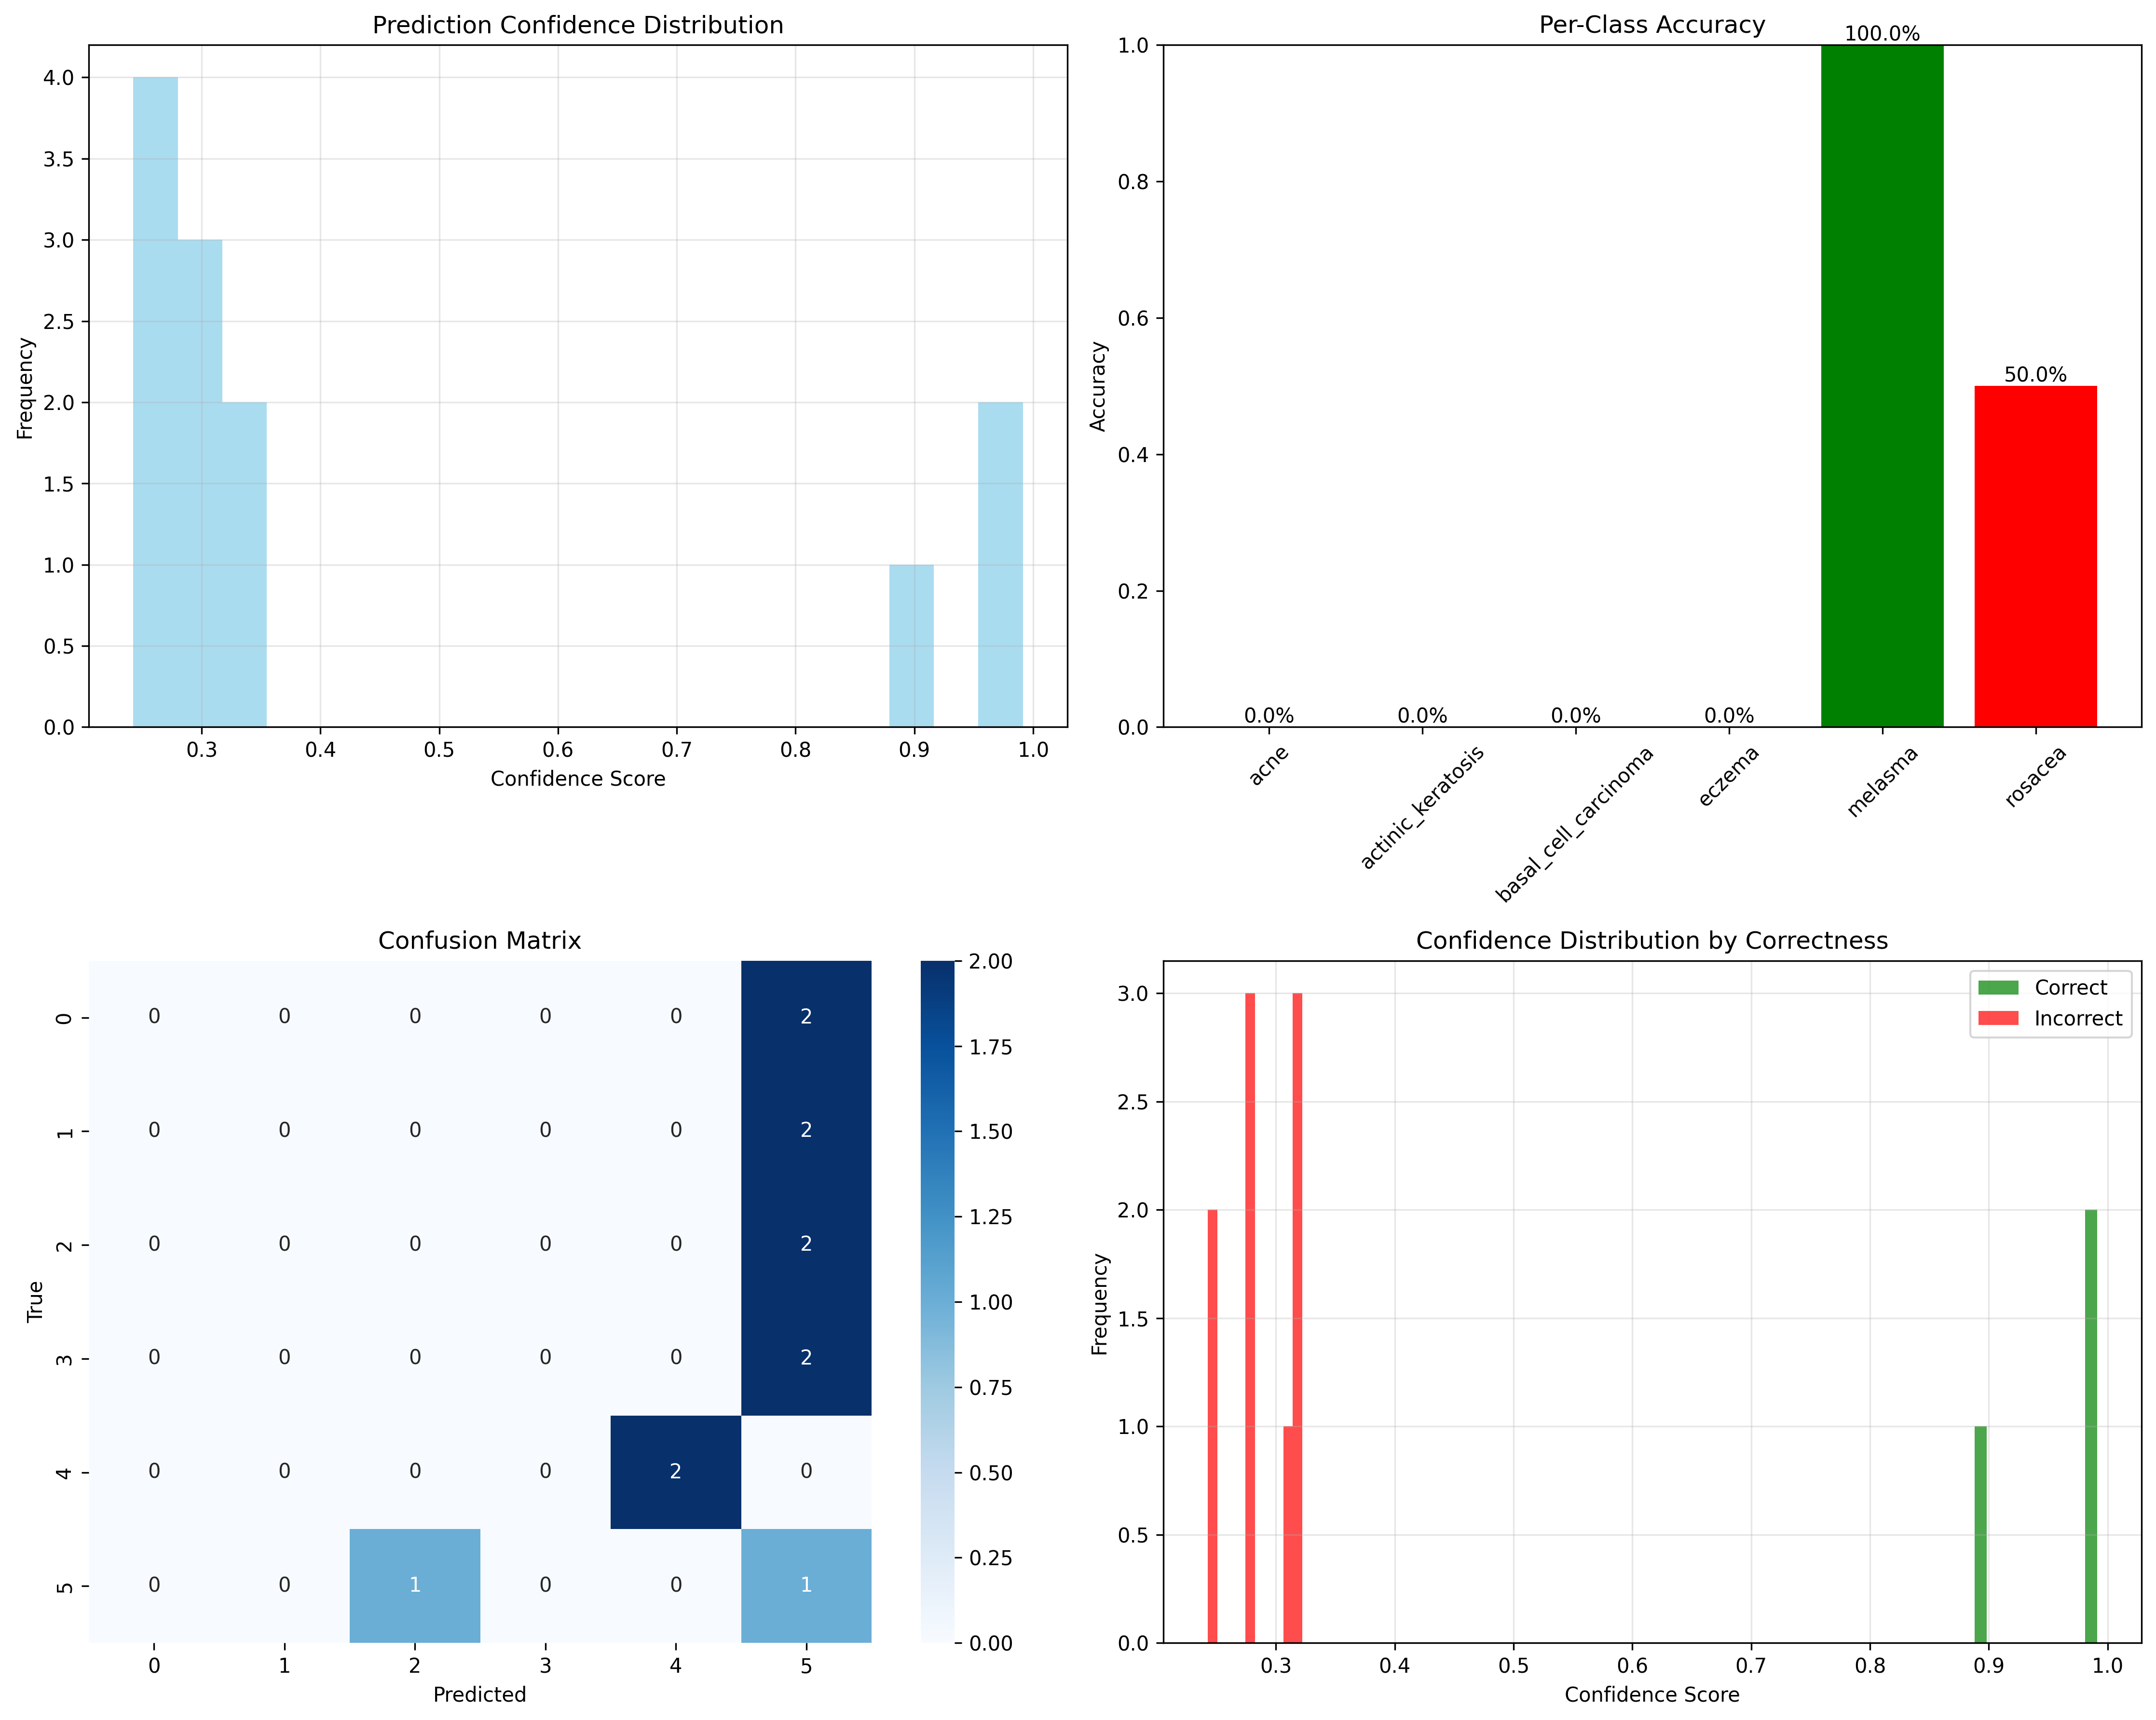 Prediction Confidence Distribution
4.0
3.5
3.0
2.5
2.0
1.5
1.0
0.5
0.0
Frequency
0.3 0.4 0.5 0.6 0.7 0.8 0.9 1.0
Confidence Score
Per-Class Accuracy
1.0
0.8
0.6
0.4
0.2
0.0
Accuracy
0.0% 0.0% 0.0% 0.0% 100.0% 50.0%
acne actinic_keratosis basal_cell_carcinoma eczema melasma rosacea
Confusion Matrix
0 0 0 0 0 0 2
1 0 0 0 0 0 2
2 0 0 0 0 0 2
3 0 0 0 0 0 2
4 0 0 0 0 2 0
5 0 0 1 0 0 1
True
0 1 2 3 4 5
Predicted
2.00
1.75
1.50
1.25
1.00
0.75
0.50
0.25
0.00
Confidence Distribution by Correctness
Correct
Incorrect
3.0
2.5
2.0
1.5
1.0
0.5
0.0
Frequency
0.3 0.4 0.5 0.6 0.7 0.8 0.9 1.0
Confidence Score